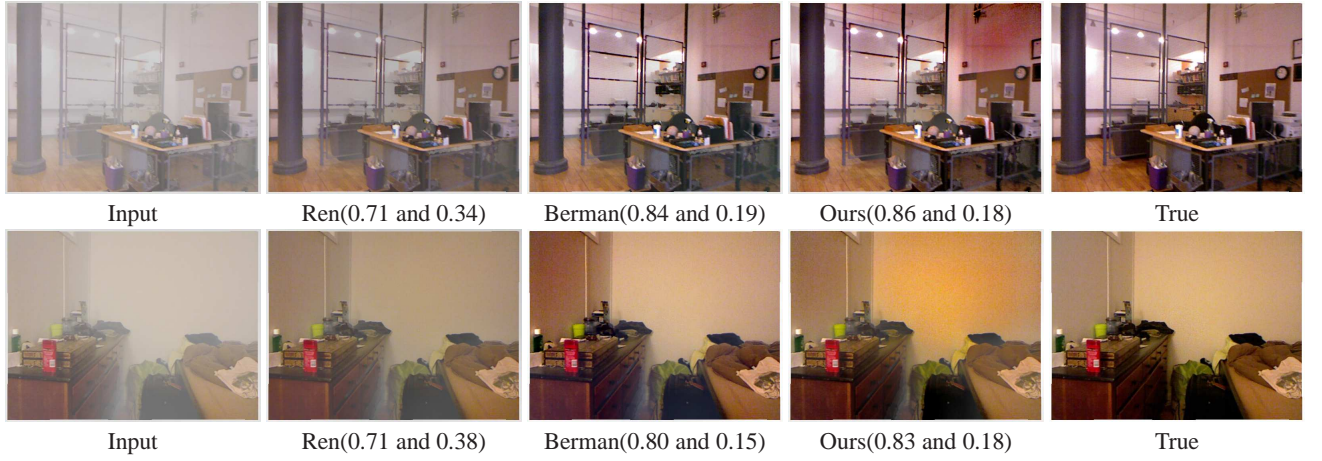 Input Ren(0.71 and 0.34) Berman(0.84 and 0.19) Ours(0.86 and 0.18) True
Input Ren(0.71 and 0.38) Berman(0.80 and 0.15) Ours(0.83 and 0.18) True